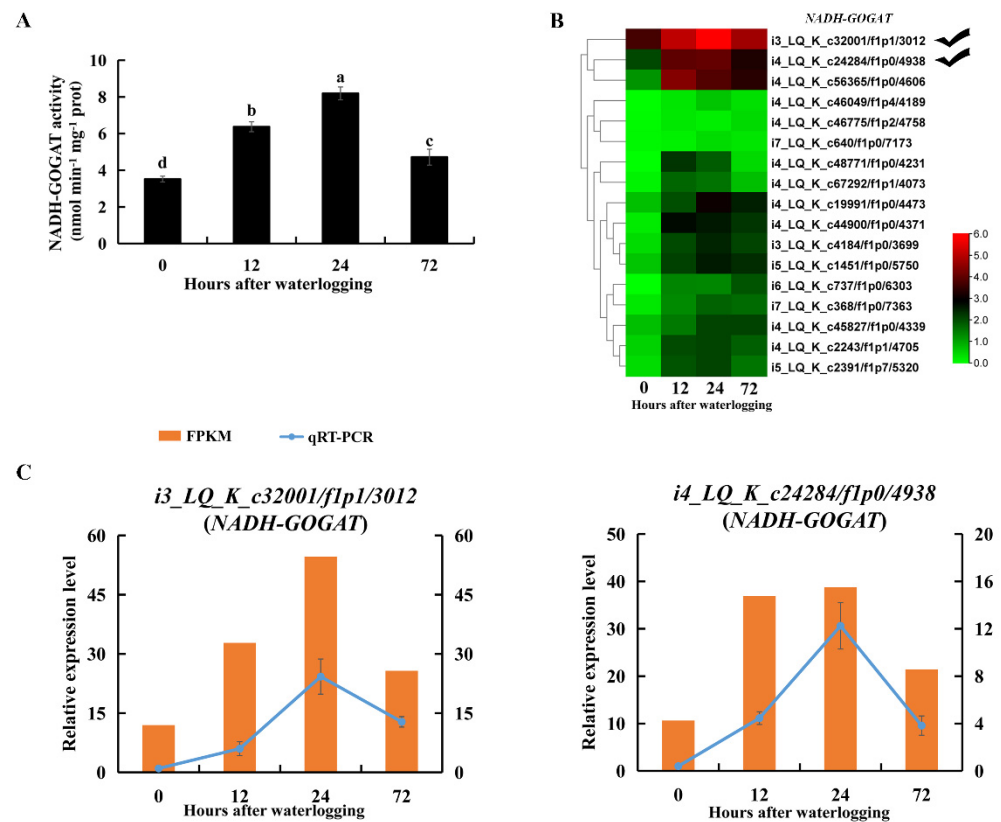 A
NADH-GOGAT activity
(nmol min⁻¹ mg⁻¹ prot)
10
8
6
4
2
0
d
b
a
c
0 12 24 72
Hours after waterlogging
B
NADH-GOGAT
i3_LQ_K_c32001/f1p1/3012
i4_LQ_K_c24284/f1p0/4938
i4_LQ_K_c56365/f1p0/4606
i4_LQ_K_c46049/f1p4/4189
i4_LQ_K_c46775/f1p2/4758
i7_LQ_K_c640/f1p0/7173
i4_LQ_K_c48771/f1p0/4231
i4_LQ_K_c67292/f1p1/4073
i4_LQ_K_c19991/f1p0/4473
i4_LQ_K_c44900/f1p0/4371
i3_LQ_K_c4184/f1p0/3699
i5_LQ_K_c1451/f1p0/5750
i6_LQ_K_c737/f1p0/6303
i7_LQ_K_c368/f1p0/7363
i4_LQ_K_c45827/f1p0/4339
i4_LQ_K_c2243/f1p1/4705
i5_LQ_K_c2391/f1p7/5320
6.0
5.0
4.0
3.0
2.0
1.0
0.0
0 12 24 72
Hours after waterlogging
FPKM qRT-PCR
C
i3_LQ_K_c32001/f1p1/3012
(NADH-GOGAT)
Relative expression level
60
45
30
15
0
60
45
30
15
0
0 12 24 72
Hours after waterlogging
i4_LQ_K_c24284/f1p0/4938
(NADH-GOGAT)
Relative expression level
50
40
30
20
10
0
20
16
12
8
4
0
0 12 24 72
Hours after waterlogging